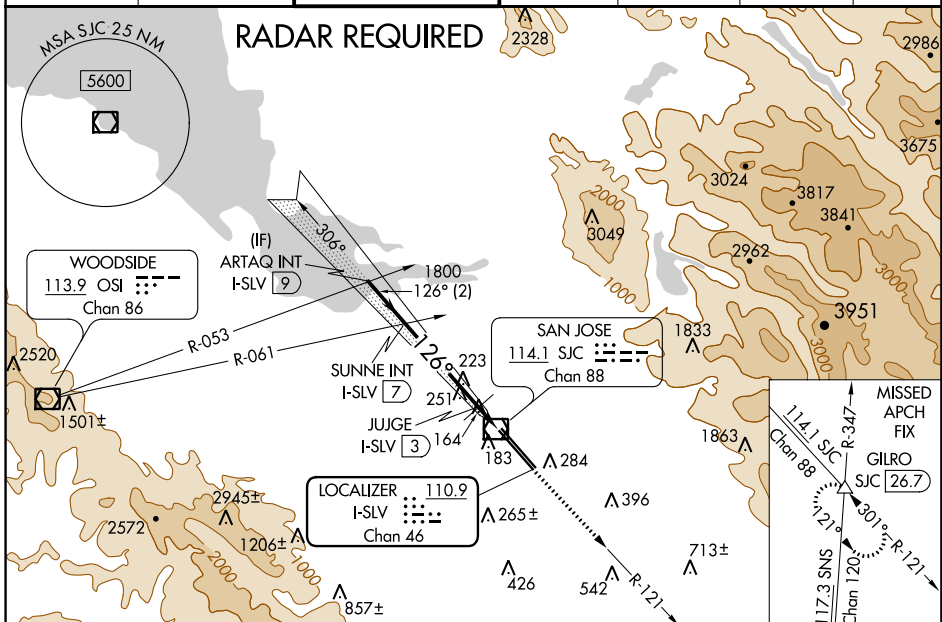 RADAR REQUIRED
MSA SJC 25 NM
5600
2328
2986
3675
3024
3817
3841
2000
3049
2962
1000
3000
3951
3000
306°
(IF)
ARTAQ INT
I-SLV 9
1800
126° (2)
WOODSIDE
113.9 OSI
Chan 86
R-053
R-061
2520
1501±
SUNNE INT
I-SLV 7
126°
223
251
JUJGE
I-SLV 3
164
183
SAN JOSE
114.1 SJC
Chan 88
1833
1863
284
396
LOCALIZER 110.9
I-SLV
Chan 46
265±
2945±
2572
1206±
1000
2000
857±
426
542
713±
R-121
MISSED
APCH
FIX
114.1 SJC
Chan 88
R-347
GILRO
SJC 26.7
301°
121°
R-121
117.3 SNS
Chan 120